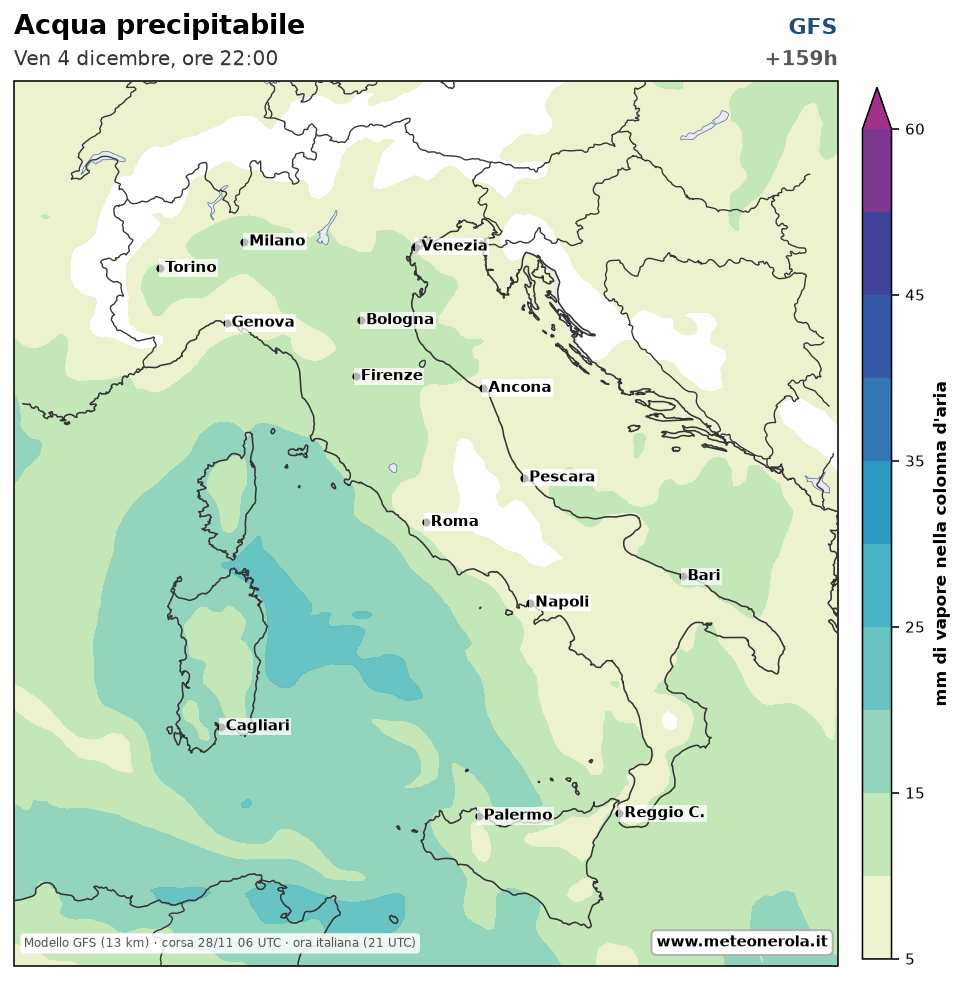 Acqua precipitabile
GFS
Ven 4 dicembre, ore 22:00
+159h
60
Milano
Venezia
Torino
45
Genova
Bologna
Firenze
Ancona
35
Pescara
Roma
Bari
Napoli
25
Cagliari
15
Palermo
Reggio C.
5
mm di vapore nella colonna d'aria
Modello GFS (13 km) · corsa 28/11 06 UTC · ora italiana (21 UTC)
www.meteonerola.it